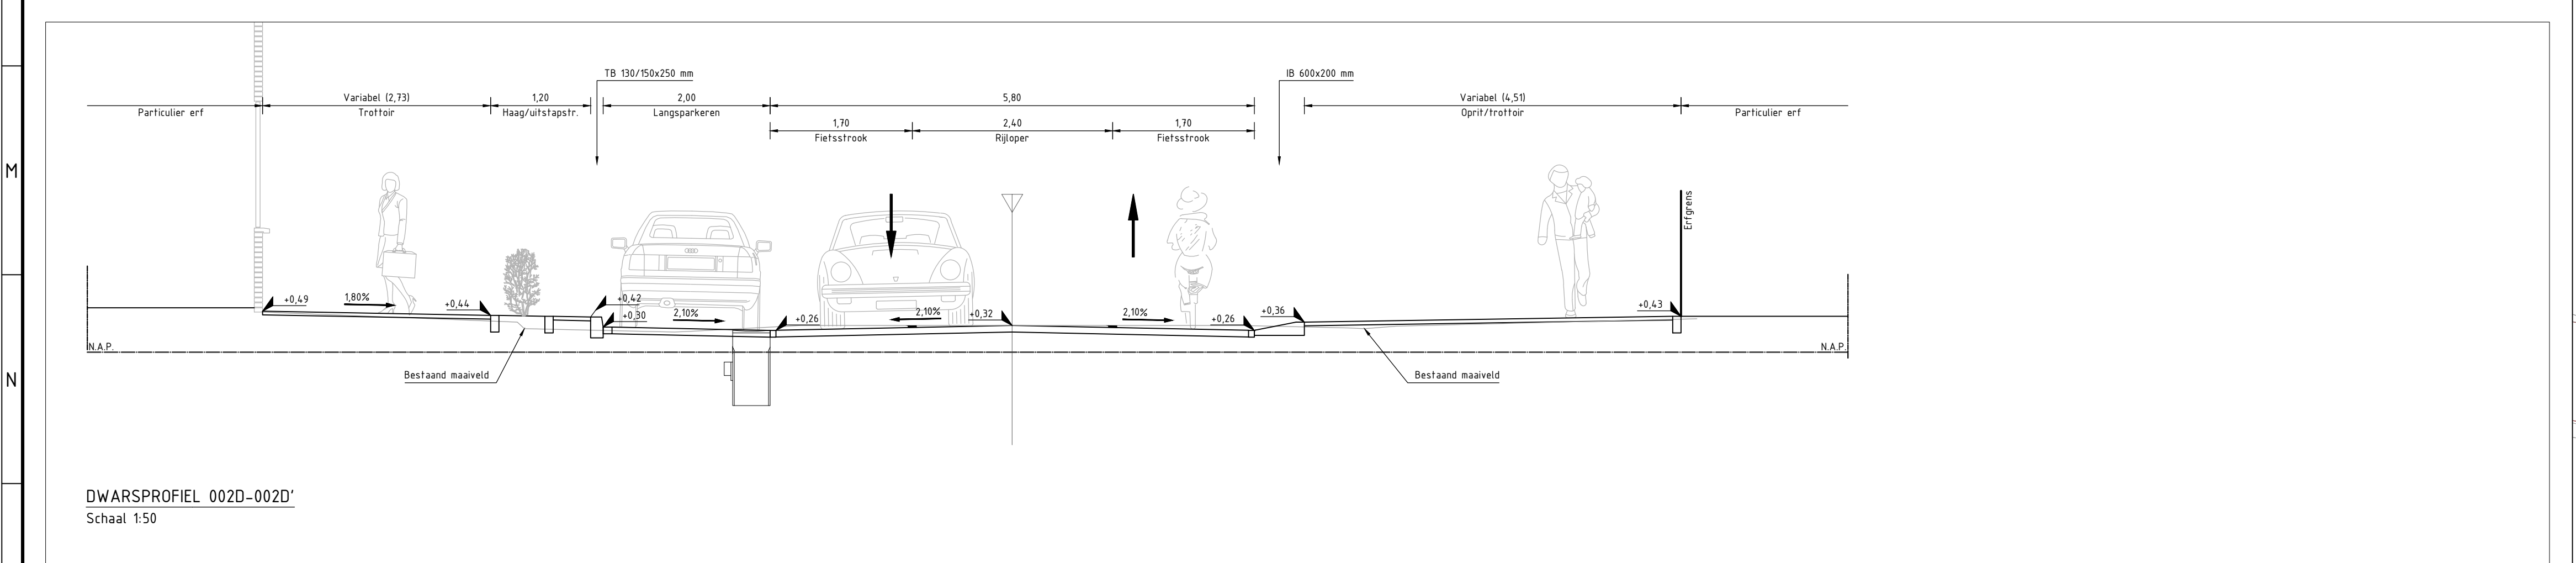 TB 130/150x250 mm
IB 600x200 mm
Variabel (2,73)
1,20
2,00
5,80
Variabel (4,51)
Particulier erf
Trottoir
Haag/uitstapstr.
Langsparkeren
Oprit/trottoir
Particulier erf
1,70
2,40
1,70
Fietsstrook
Rijloper
Fietsstrook
M
Erfgrens
+0,49
1,80%
+0,44
+0,42
+0,30
2,10%
+0,26
2,10%
+0,32
2,10%
+0,26
+0,36
+0,43
N.A.P.
N.A.P.
Bestaand maaiveld
Bestaand maaiveld
N
DWARSPROFIEL 002D-002D'
Schaal 1:50